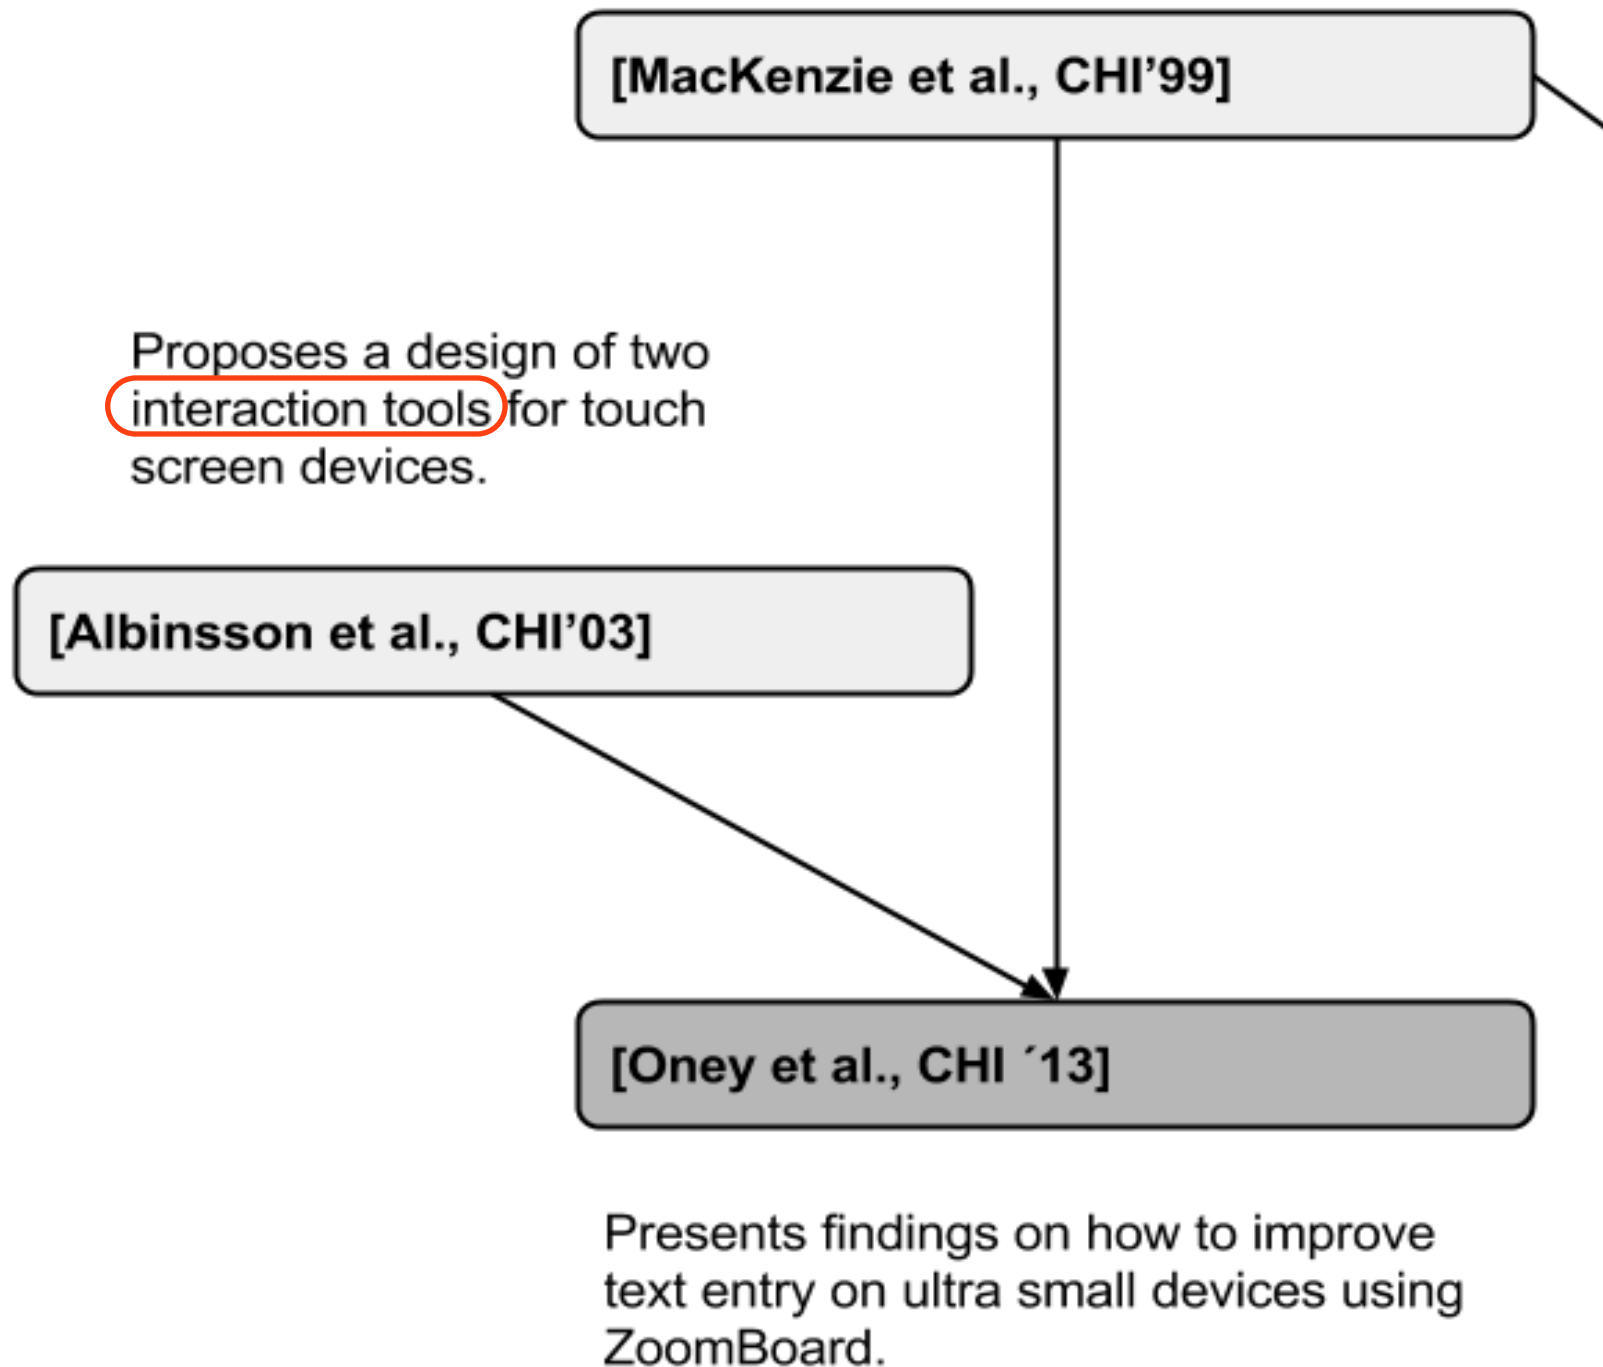 [MacKenzie et al., CHI’99]
Proposes a design of two
interaction tools for touch
screen devices.
[Albinsson et al., CHI’03]
[Oney et al., CHI ´13]
Presents findings on how to improve
text entry on ultra small devices using
ZoomBoard.